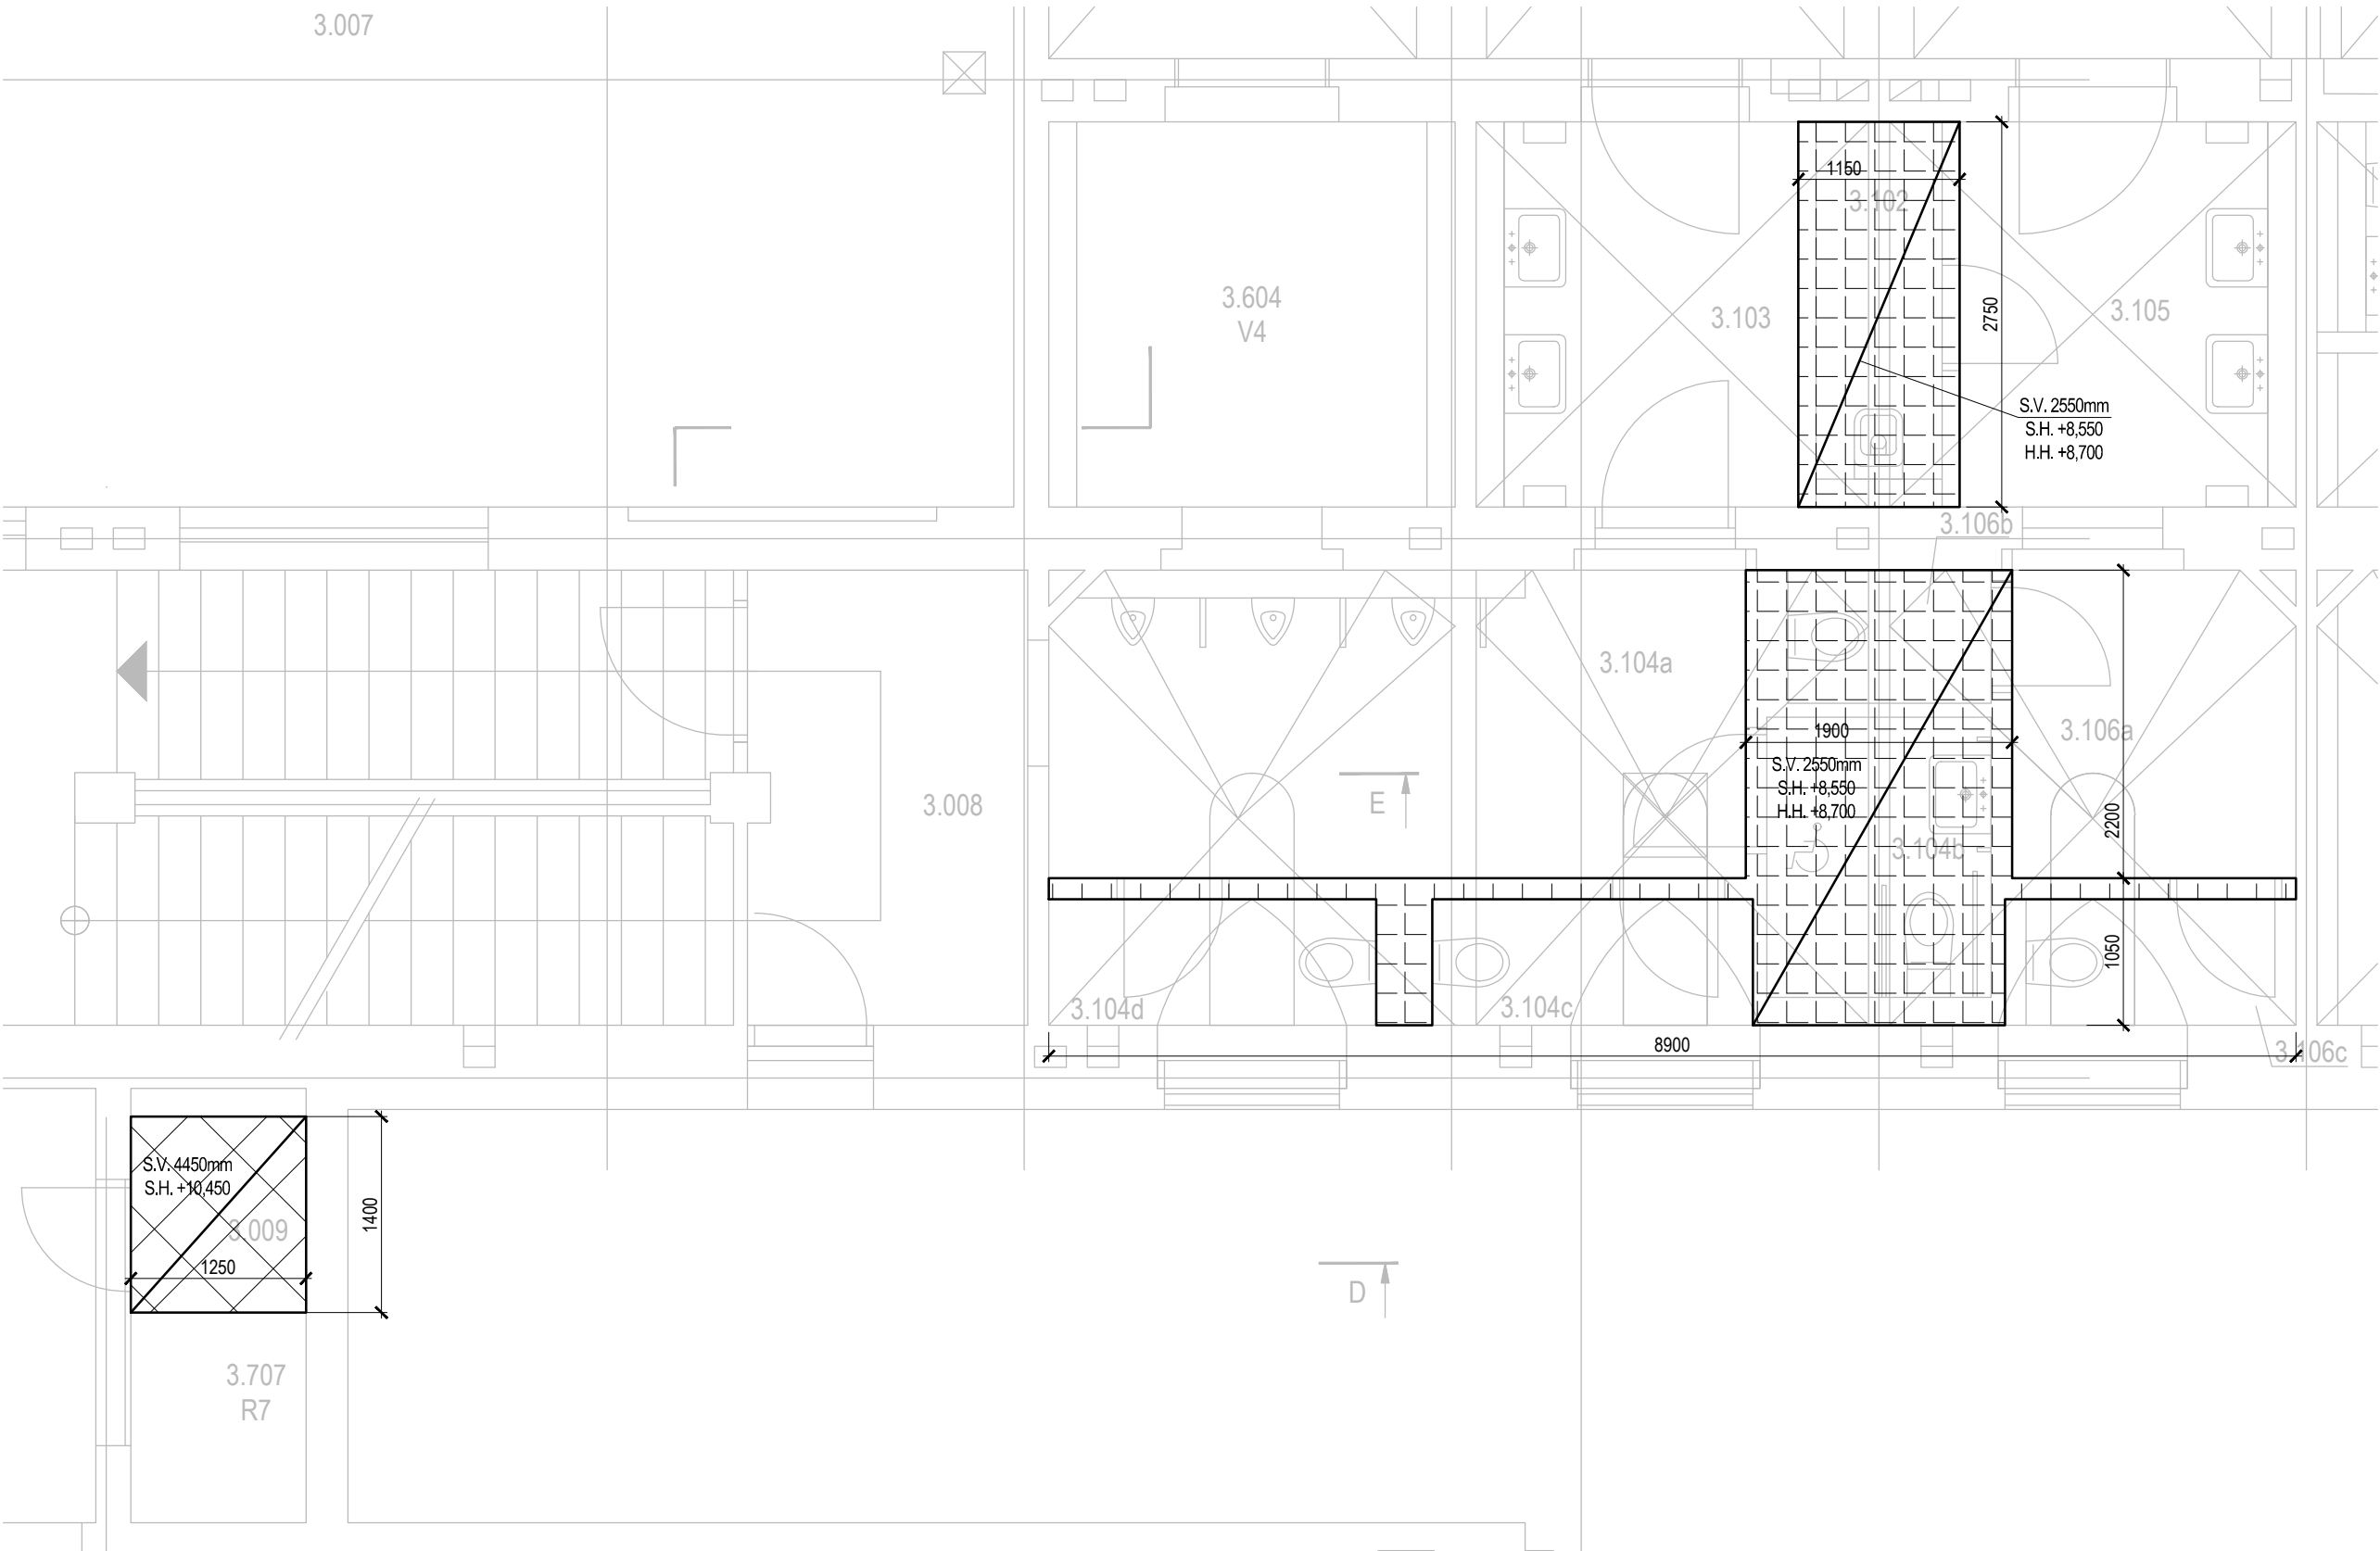 3.007
1150
3.102
3.604
V4
3.103
2750
3.105
S.V. 2550mm
S.H. +8,550
H.H. +8,700
3.106b
3.104a
1900
3.106a
S.V. 2550mm
S.H. +8,550
H.H. +8,700
E
3.008
2200
3.104b
1050
3.104d
3.104c
8900
3.106c
S.V. 4450mm
S.H. +10,450
3.009
1400
1250
D
3.707
R7